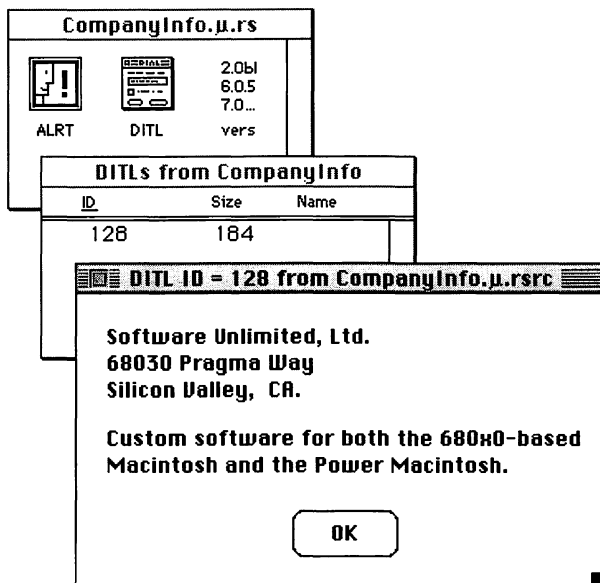 CompanyInfo.µ.rs
2.0b1
6.0.5
7.0...
ALRT DITL vers
DITLs from CompanyInfo
ID Size Name
128 184
DITL ID = 128 from CompanyInfo.µ.rsrc
Software Unlimited, Ltd.
68030 Pragma Way
Silicon Valley, CA.
Custom software for both the 680x0-based
Macintosh and the Power Macintosh.
OK